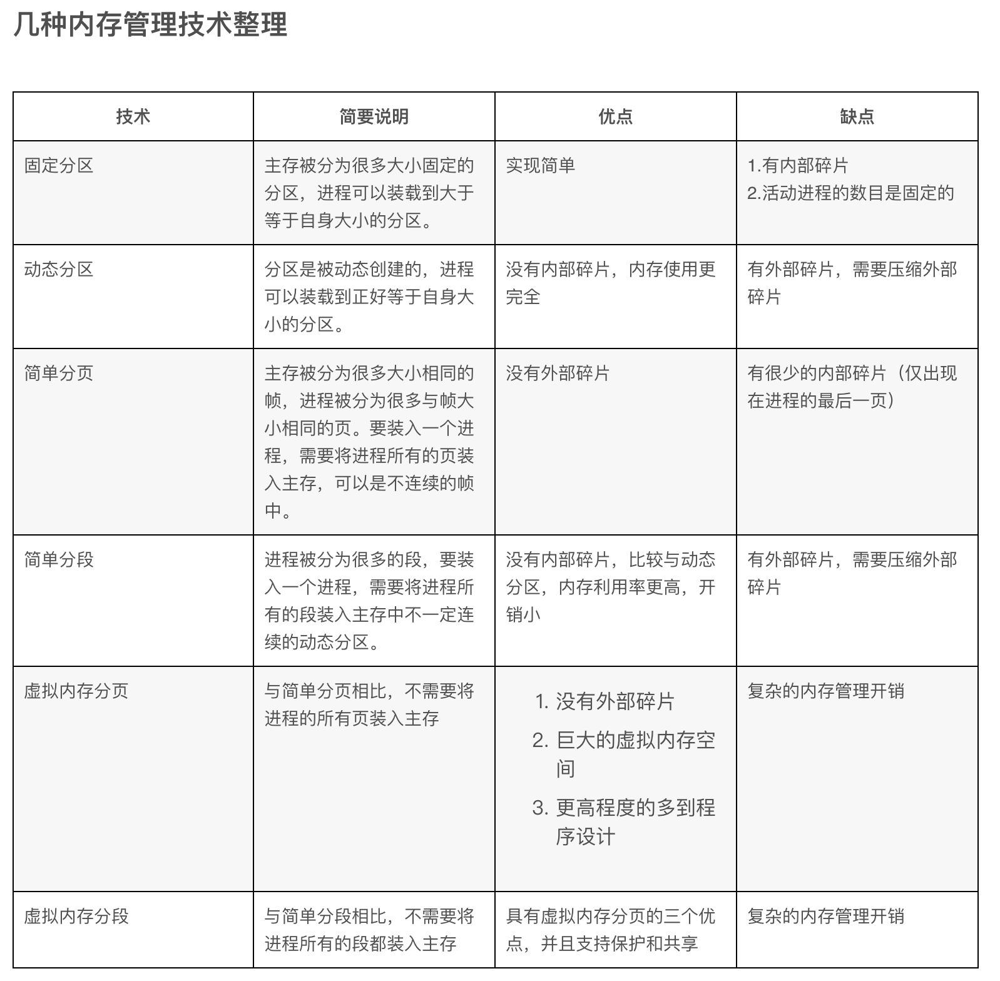 几种内存管理技术整理
技术
简要说明
优点
缺点
固定分区
主存被分为很多大小固定的
分区，进程可以装载到大于
等于自身大小的分区。
实现简单
1.有内部碎片
2.活动进程的数目是固定的
动态分区
分区是被动态创建的，进程
可以装载到正好等于自身大
小的分区。
没有内部碎片，内存使用更
完全
有外部碎片，需要压缩外部
碎片
简单分页
主存被分为很多大小相同的
帧，进程被分为很多与帧大
小相同的页。要装入一个进
程，需要将进程所有的页装
入主存，可以是不连续的帧
中。
没有外部碎片
有很少的内部碎片（仅出现
在进程的最后一页）
简单分段
进程被分为很多的段，要装
入一个进程，需要将进程所
有的段装入主存中不一定连
续的动态分区。
没有内部碎片，比较与动态
分区，内存利用率更高，开
销小
有外部碎片，需要压缩外部
碎片
虚拟内存分页
与简单分页相比，不需要将
进程的所有页装入主存
1. 没有外部碎片
2. 巨大的虚拟内存空
间
3. 更高程度的多到程
序设计
复杂的内存管理开销
虚拟内存分段
与简单分段相比，不需要将
进程所有的段都装入主存
具有虚拟内存分页的三个优
点，并且支持保护和共享
复杂的内存管理开销